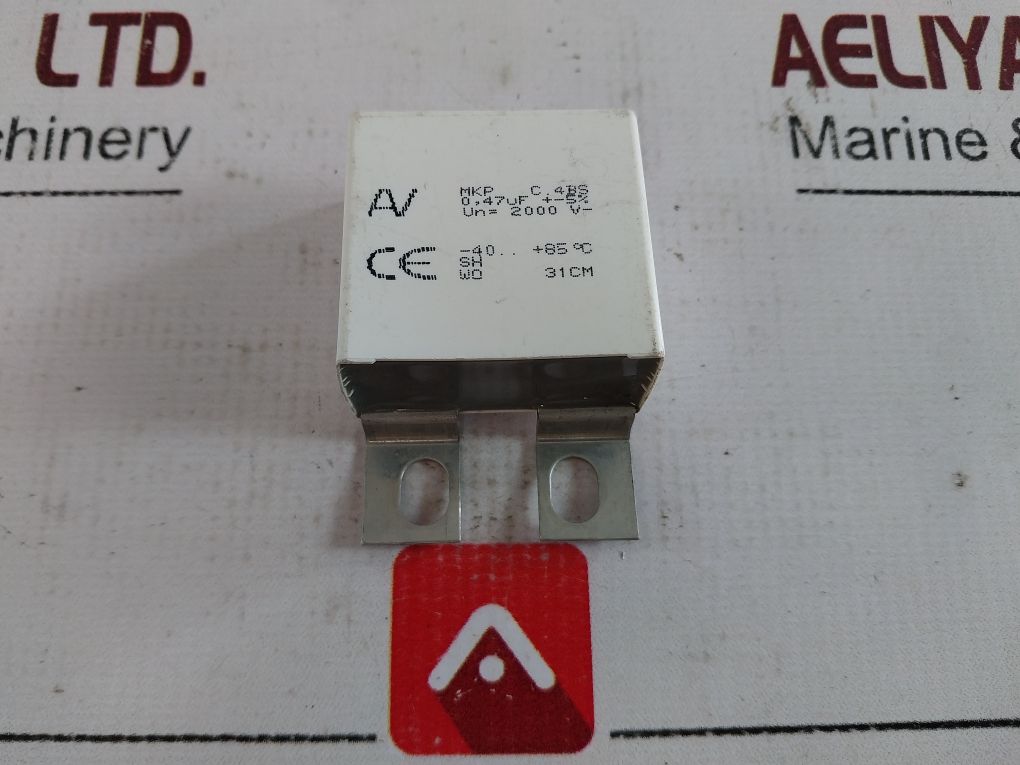 LTD.
AELIYA
chinery
Marine &
AV
MKP C.4BS
0,47uF +-5%
Un= 2000 V-
CE
-40.. +85°C
SH
WO 31CM